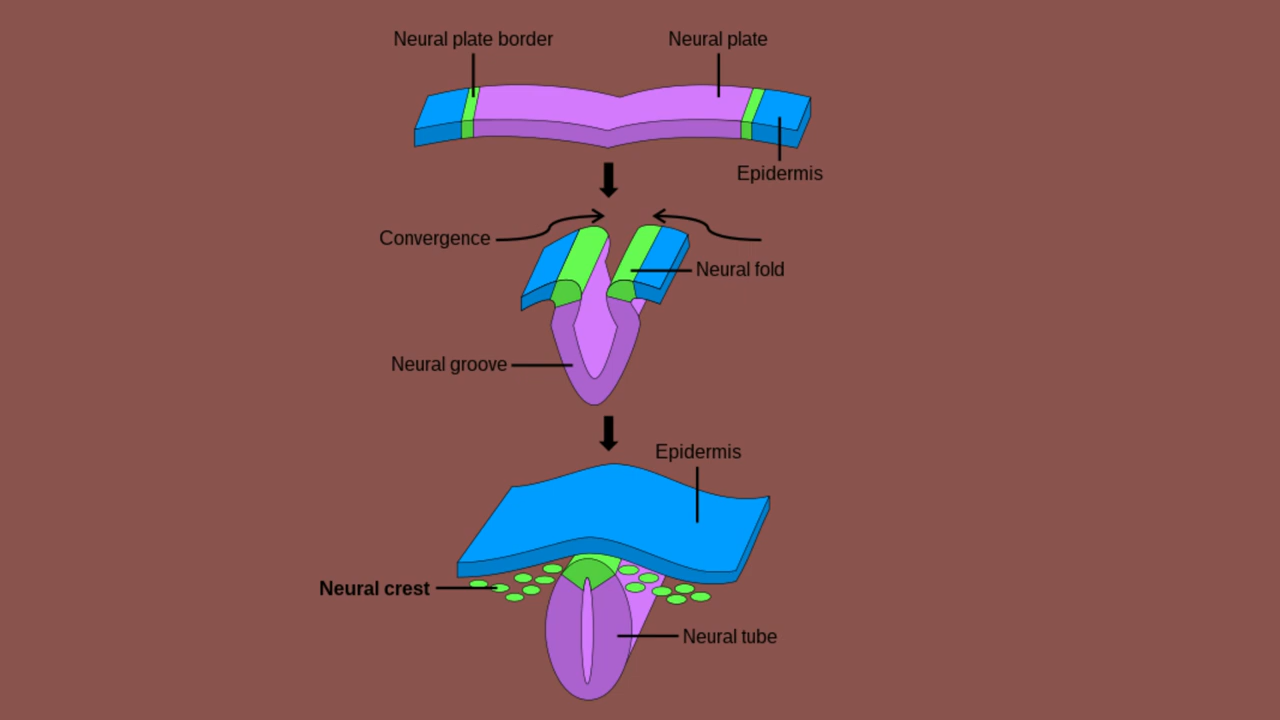 Neural plate border
Neural plate
Epidermis
Convergence
Neural fold
Neural groove
Epidermis
Neural crest
Neural tube